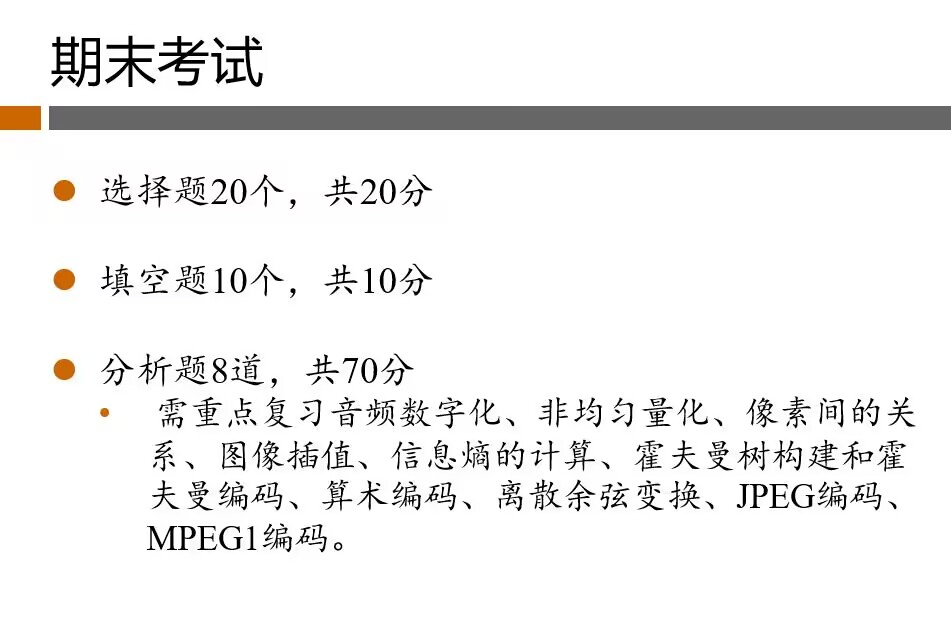 期末考试
选择题20个，共20分
填空题10个，共10分
分析题8道，共70分
需重点复习音频数字化、非均匀量化、像素间的关
系、图像插值、信息熵的计算、霍夫曼树构建和霍
夫曼编码、算术编码、离散余弦变换、JPEG编码、
MPEG1编码。